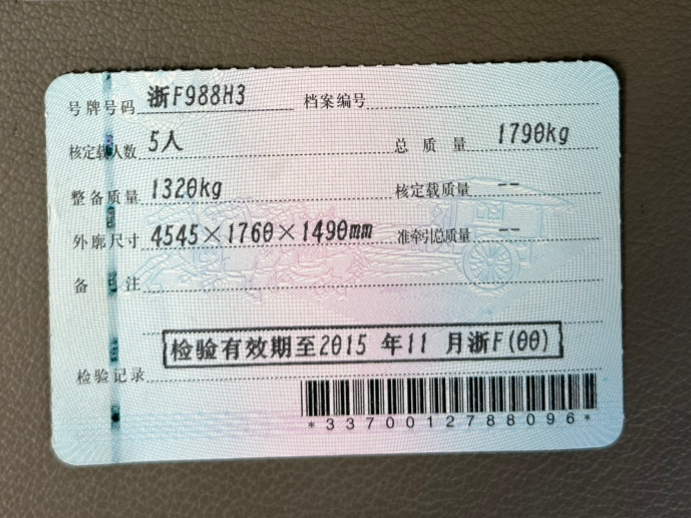 号牌号码 浙F988H3 档案编号
核定载人数 5人 总质量 1790kg
整备质量 1320kg 核定载质量 --
外廓尺寸 4545×1760×1490mm 准牵引总质量 --
备注
检验有效期至2015 年11 月浙F(00)
检验记录
*3370012788096*